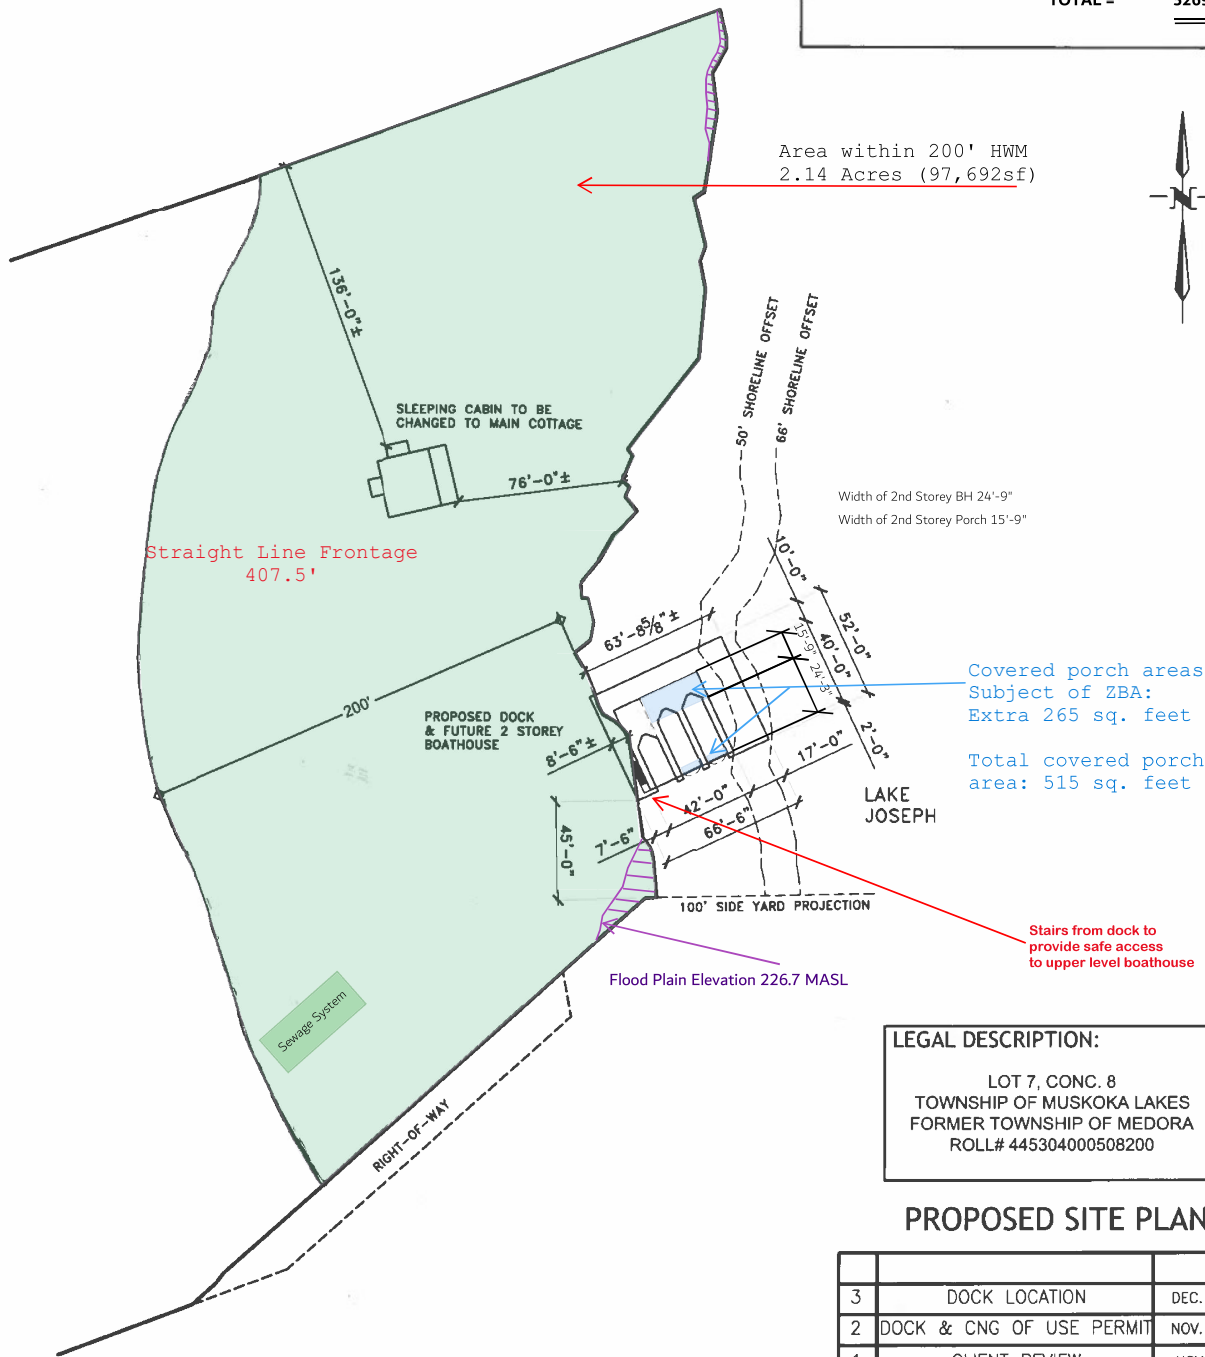 TOTAL =
Area within 200' HWM
2.14 Acres (97,692sf)
N
136'-0"±
50' SHORELINE OFFSET
66' SHORELINE OFFSET
SLEEPING CABIN TO BE
CHANGED TO MAIN COTTAGE
76'-0"±
Width of 2nd Storey BH 24'-9"
Width of 2nd Storey Porch 15'-9"
Straight Line Frontage
407.5'
10'-0"
63'-8⅝"±
52'-0"
40'-0"
15'-9"
24'-3"
Covered porch areas
Subject of ZBA:
Extra 265 sq. feet
Total covered porch
area: 515 sq. feet
200'
PROPOSED DOCK
& FUTURE 2 STOREY
BOATHOUSE
8'-6"±
2'-0"
17'-0"
42'-0"
66'-6"
7'-6"
45'-0"
LAKE
JOSEPH
100' SIDE YARD PROJECTION
Stairs from dock to
provide safe access
to upper level boathouse
Flood Plain Elevation 226.7 MASL
Sewage System
RIGHT-OF-WAY
LEGAL DESCRIPTION:
LOT 7, CONC. 8
TOWNSHIP OF MUSKOKA LAKES
FORMER TOWNSHIP OF MEDORA
ROLL# 445304000508200
PROPOSED SITE PLAN
3 DOCK LOCATION DEC.
2 DOCK & CNG OF USE PERMIT NOV.